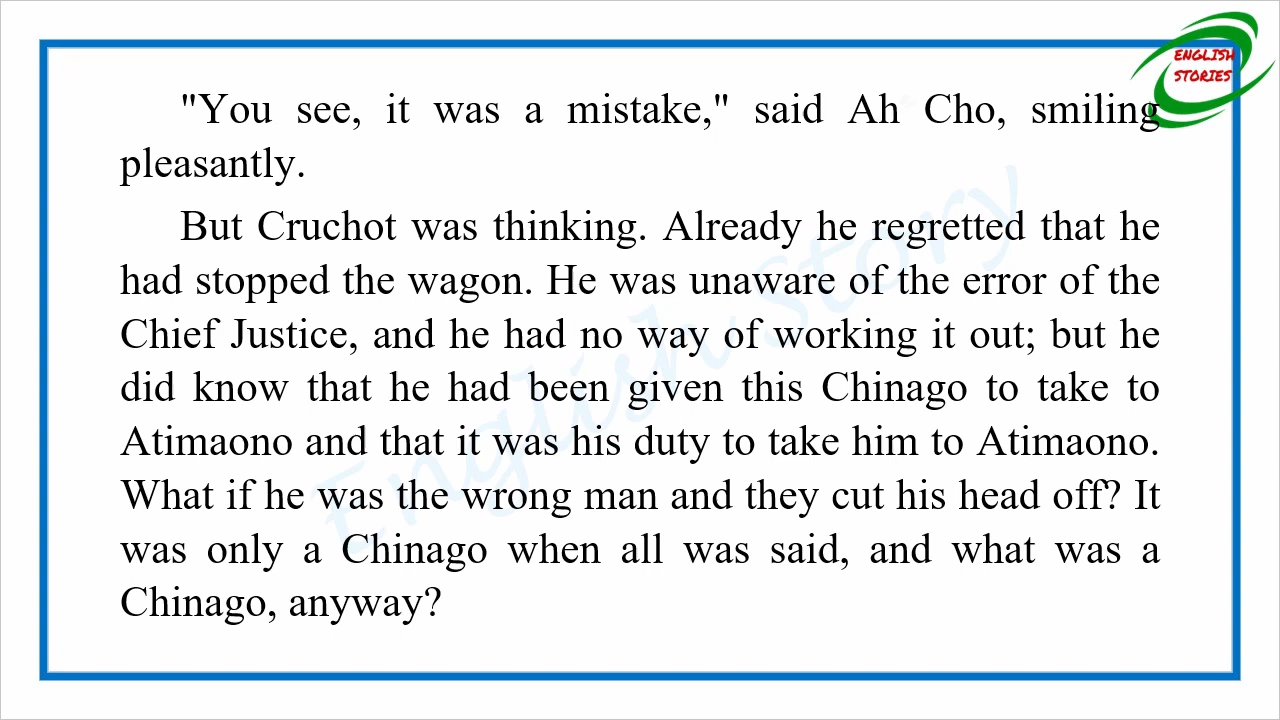 ENGLISH
STORIES
"You see, it was a mistake," said Ah Cho, smiling
pleasantly.
But Cruchot was thinking. Already he regretted that he
had stopped the wagon. He was unaware of the error of the
Chief Justice, and he had no way of working it out; but he
did know that he had been given this Chinago to take to
Atimaono and that it was his duty to take him to Atimaono.
What if he was the wrong man and they cut his head off? It
was only a Chinago when all was said, and what was a
Chinago, anyway?
English Story